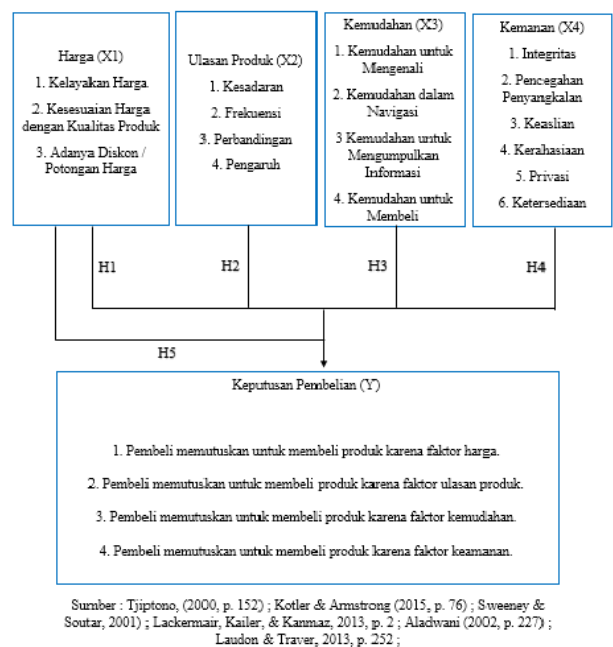 Harga (X1)
1. Kelayakan Harga
2. Kesesuaian Harga
dengan Kualitas Produk
3. Adanya Diskon /
Potongan Harga
Ulasan Produk (X2)
1. Kesadaran
2. Frekuensi
3. Perbandingan
4. Pengaruh
Kemudahan (X3)
1. Kemudahan untuk
Mengenali
2. Kemudahan dalam
Navigasi
3 Kemudahan untuk
Mengumpulkan
Informasi
4. Kemudahan untuk
Membeli
Kemanan (X4)
1. Integritas
2. Pencegahan
Penyangkalan
3. Keaslian
4. Kerahasiaan
5. Privasi
6. Ketersediaan
H1
H2
H3
H4
H5
Keputusan Pembelian (Y)
1. Pembeli memutuskan untuk membeli produk karena faktor harga.
2. Pembeli memutuskan untuk membeli produk karena faktor ulasan produk.
3. Pembeli memutuskan untuk membeli produk karena faktor kemudahan.
4. Pembeli memutuskan untuk membeli produk karena faktor keamanan.
Sumber : Tjiptono, (2000, p. 152) ; Kotler & Armstrong (2015, p. 76) ; Sweeney &
Soutar, 2001) ; Lackermair, Kailer, & Kanmaz, 2013, p. 2 ; Aladwani (2002, p. 227) ;
Laudon & Traver, 2013, p. 252 ;